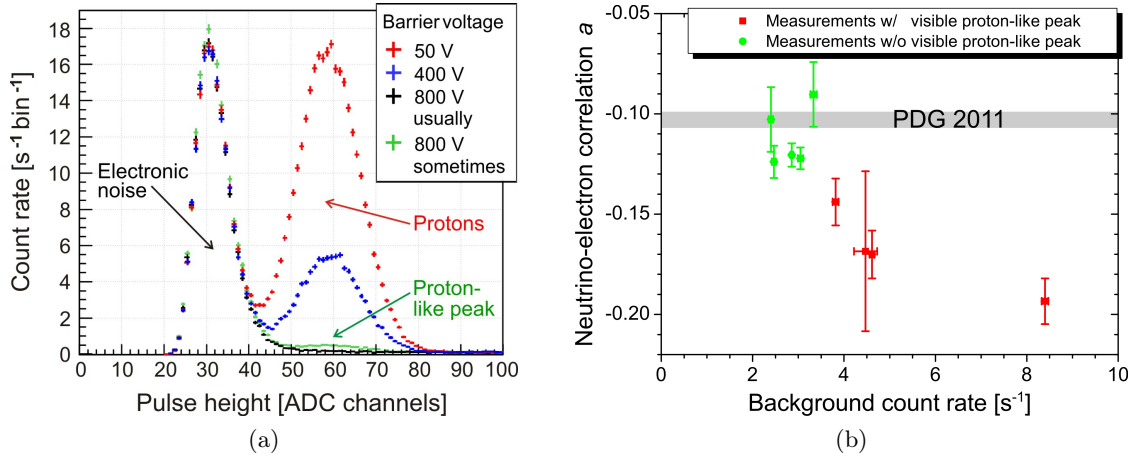 Barrier voltage
50 V
400 V
800 V
usually
800 V
sometimes
Electronic
noise
Protons
Proton-
like peak
Count rate [s⁻¹ bin⁻¹]
18
16
14
12
10
8
6
4
2
0
0 10 20 30 40 50 60 70 80 90 100
Pulse height [ADC channels]
(a)
Measurements w/ visible proton-like peak
Measurements w/o visible proton-like peak
PDG 2011
Neutrino-electron correlation a
-0.05
-0.10
-0.15
-0.20
0 2 4 6 8 10
Background count rate [s⁻¹]
(b)